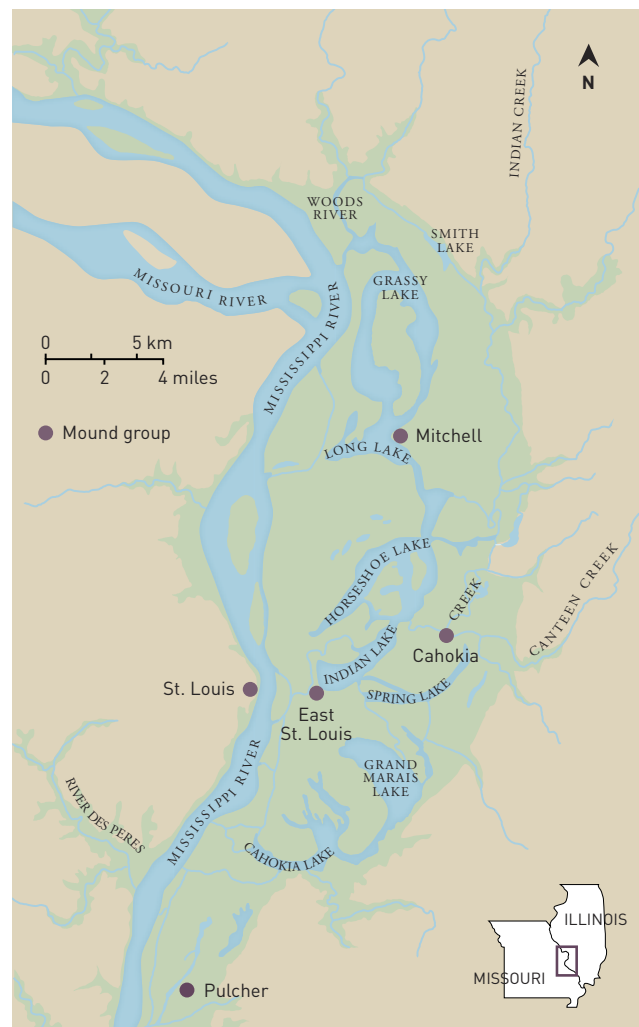 N
INDIAN CREEK
WOODS
RIVER
SMITH
LAKE
MISSOURI RIVER
GRASSY
LAKE
MISSISSIPPI RIVER
0 5 km
0 2 4 miles
Mound group
Mitchell
LONG LAKE
HORSESHOE LAKE
CREEK
CANTEEN CREEK
Cahokia
INDIAN LAKE
St. Louis
SPRING LAKE
East
St. Louis
GRAND
MARAIS
LAKE
MISSISSIPPI RIVER
RIVER DES PERES
CAHOKIA LAKE
ILLINOIS
MISSOURI
Pulcher